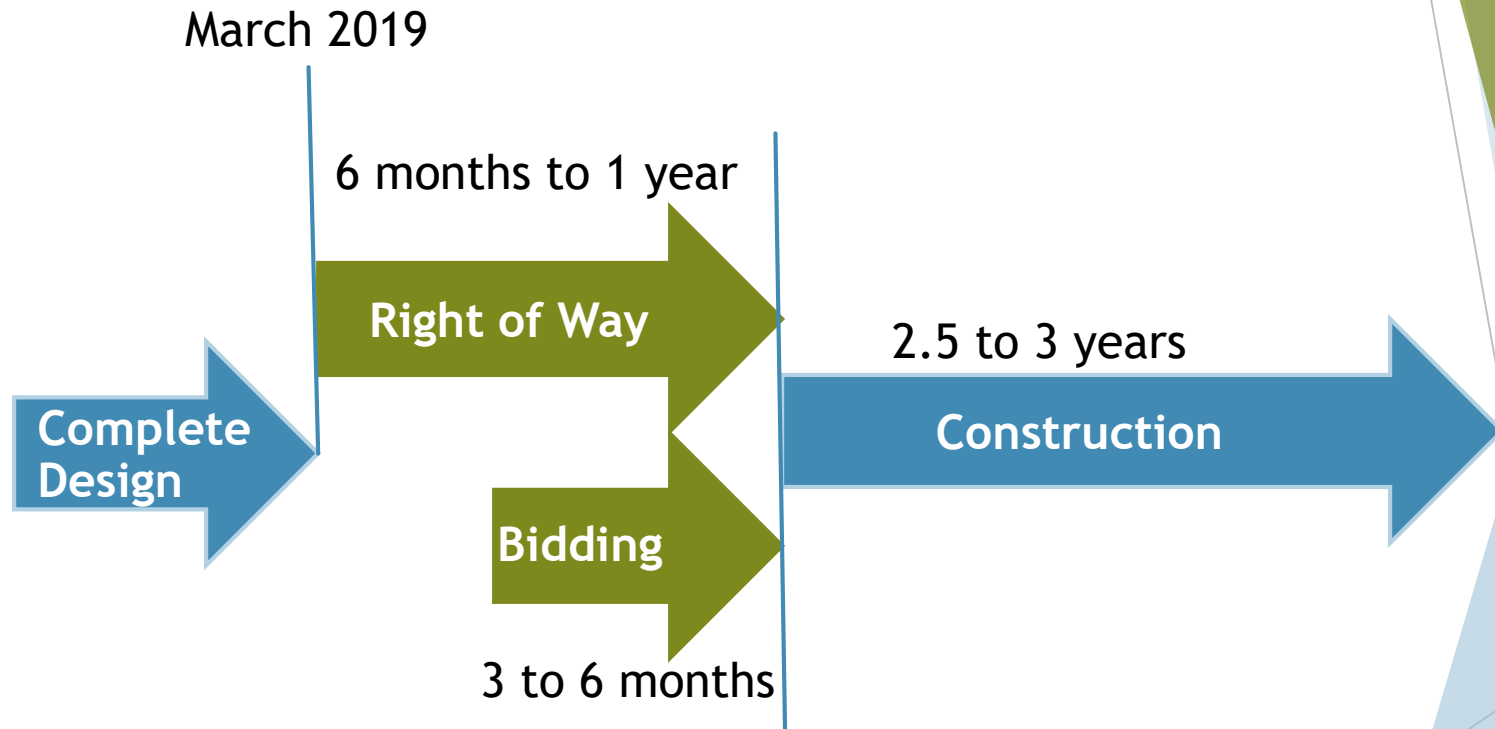 March 2019
6 months to 1 year
Right of Way
2.5 to 3 years
Complete
Design
Construction
Bidding
3 to 6 months